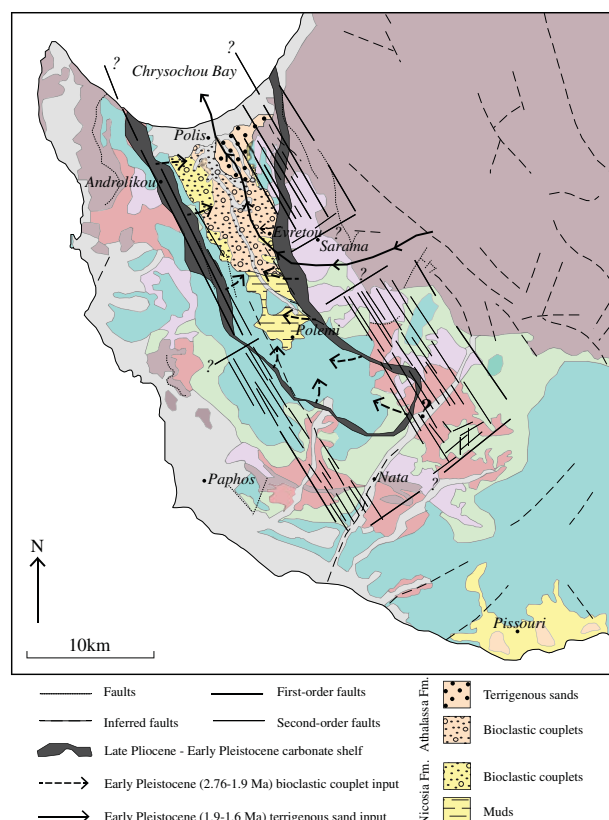 ?
?
Chrysochou Bay
Polis
Androlikou
Evretou
?
Sarama
?
Polemi
?
?
Paphos
Nata
?
N
Pissouri
10km
Faults
First-order faults
Inferred faults
Second-order faults
Late Pliocene - Early Pleistocene carbonate shelf
Early Pleistocene (2.76-1.9 Ma) bioclastic couplet input
Early Pleistocene (1.9-1.6 Ma) terrigenous sand input
Athalassa Fm.
Terrigenous sands
Bioclastic couplets
Nicosia Fm.
Bioclastic couplets
Muds